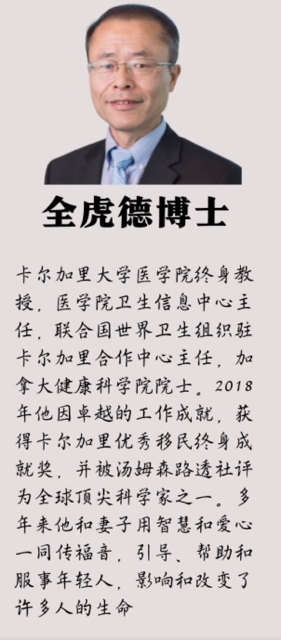 全虎德博士
卡尔加里大学医学院终身教
授，医学院卫生信息中心主
任，联合国世界卫生组织驻
卡尔加里合作中心主任，加
拿大健康科学院院士。2018
年他因卓越的工作成就，获
得卡尔加里优秀移民终身成
就奖，并被汤姆森路透社评
为全球顶尖科学家之一。多
年来他和妻子用智慧和爱心
一同传福音，引导、帮助和
服事年轻人，影响和改变了
许多人的生命